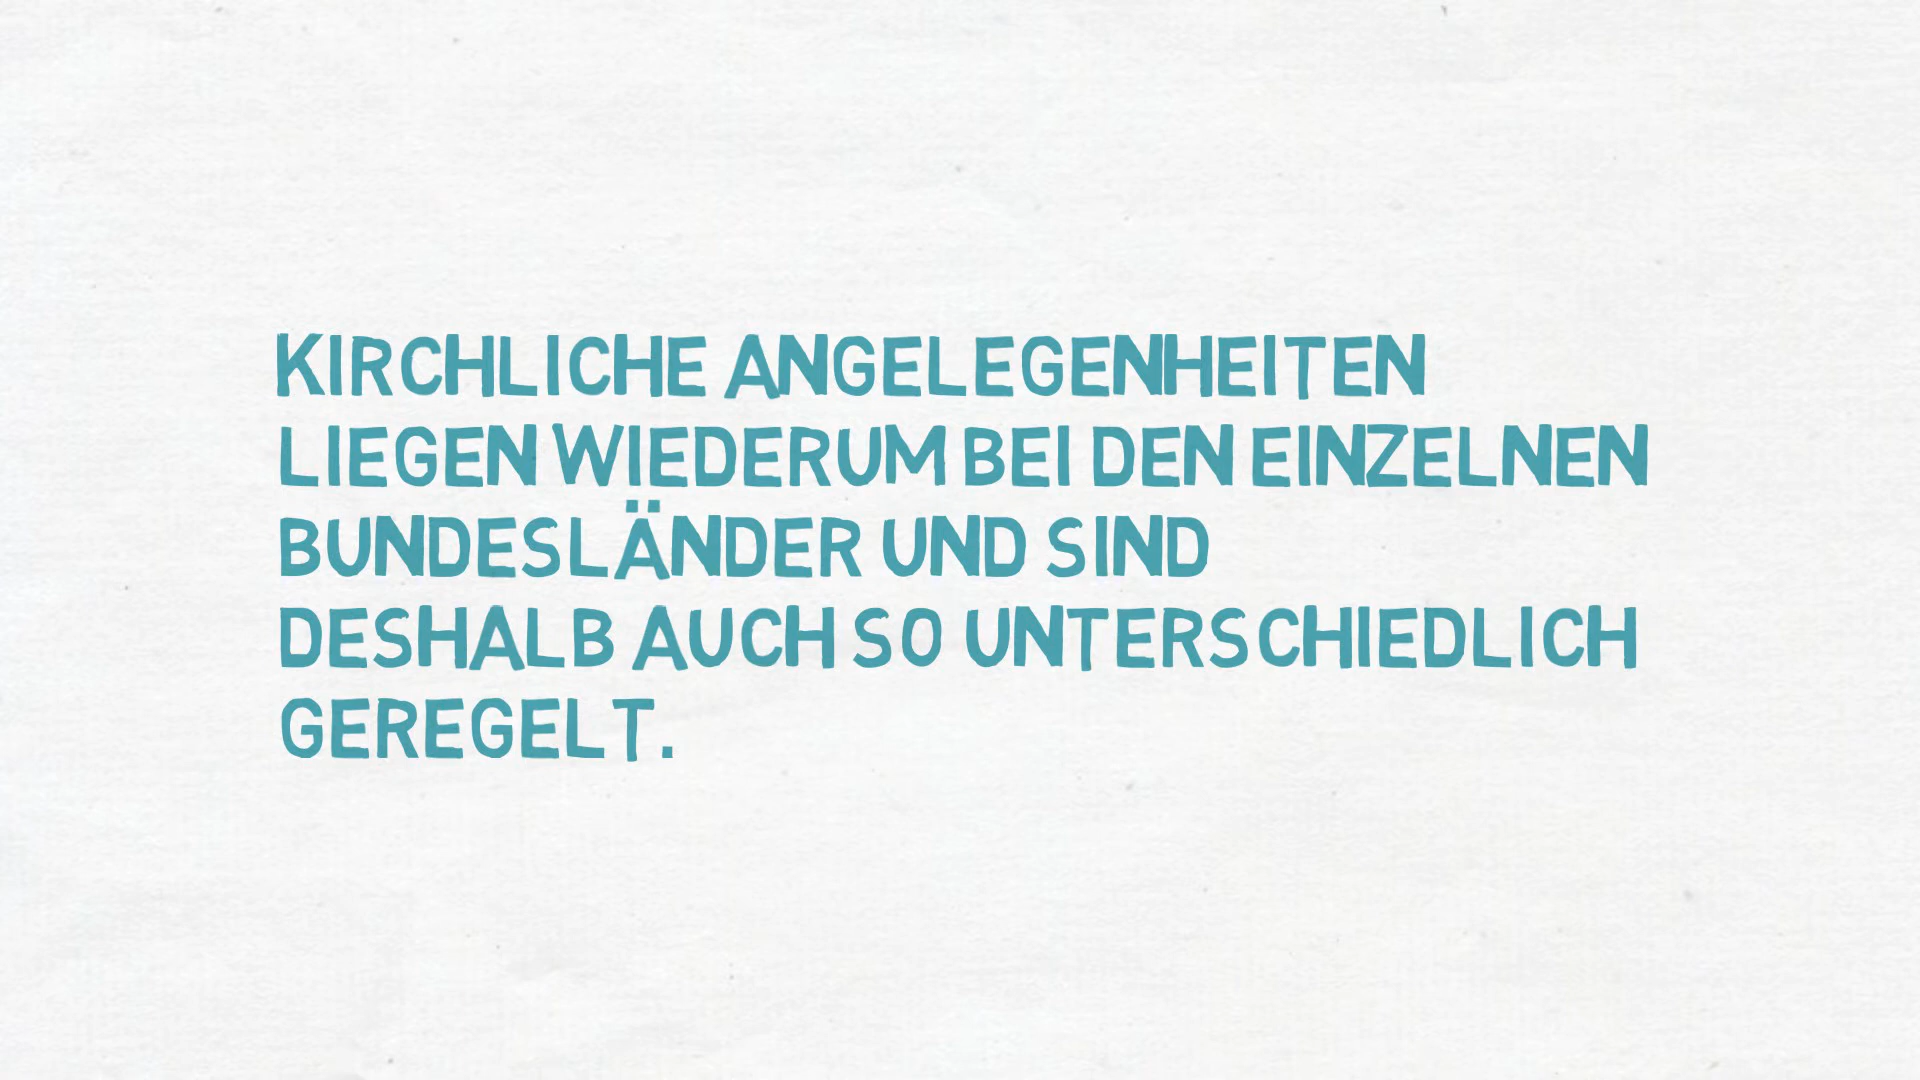 KIRCHLICHE ANGELEGENHEITEN
LIEGEN WIEDERUM BEI DEN EINZELNEN
BUNDESLÄNDER UND SIND
DESHALB AUCH SO UNTERSCHIEDLICH
GEREGELT.